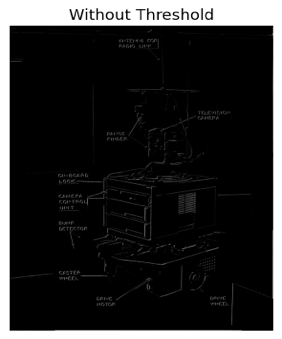 Without Threshold
ANTENNA FOR
RADIO LINK
TELEVISION
CAMERA
RANGE
FINDER
ON-BOARD
LOGIC
CAMERA
CONTROL
UNIT
BUMP
DETECTOR
CASTER
WHEEL
DRIVE
MOTOR
DRIVE
WHEEL